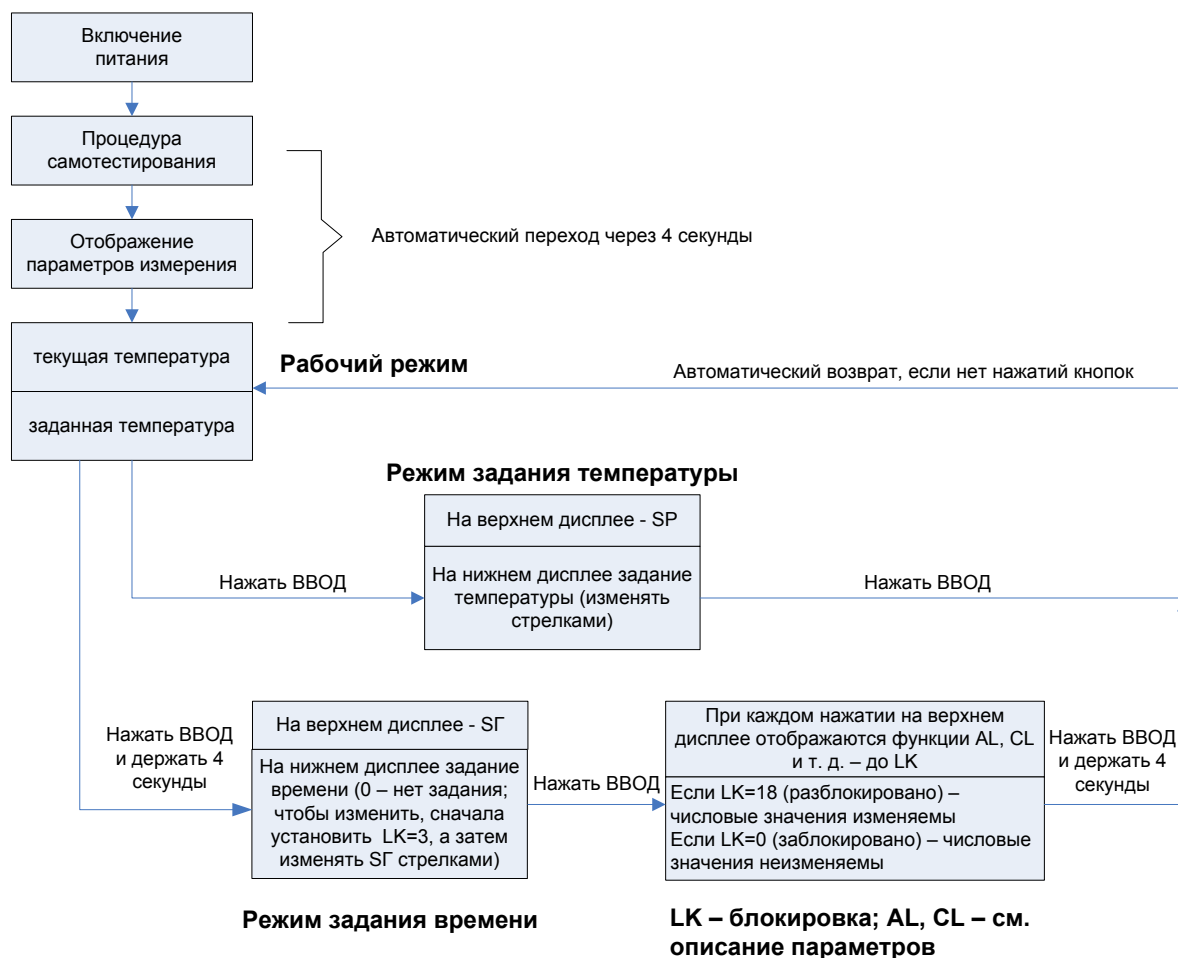 Включение
питания
Процедура
самотестирования
Отображение
параметров измерения
Автоматический переход через 4 секунды
текущая температура
заданная температура
Рабочий режим
Автоматический возврат, если нет нажатий кнопок
Режим задания температуры
На верхнем дисплее - SP
На нижнем дисплее задание
температуры (изменять
стрелками)
Нажать ВВОД
Нажать ВВОД
Нажать ВВОД
и держать 4
секунды
На верхнем дисплее - SГ
На нижнем дисплее задание
времени (0 – нет задания;
чтобы изменить, сначала
установить LK=3, а затем
изменять SГ стрелками)
Нажать ВВОД
При каждом нажатии на верхнем
дисплее отображаются функции AL, CL
и т. д. – до LK
Если LK=18 (разблокировано) –
числовые значения изменяемы
Если LK=0 (заблокировано) – числовые
значения неизменяемы
Нажать ВВОД
и держать 4
секунды
Режим задания времени
LK – блокировка; AL, CL – см.
описание параметров